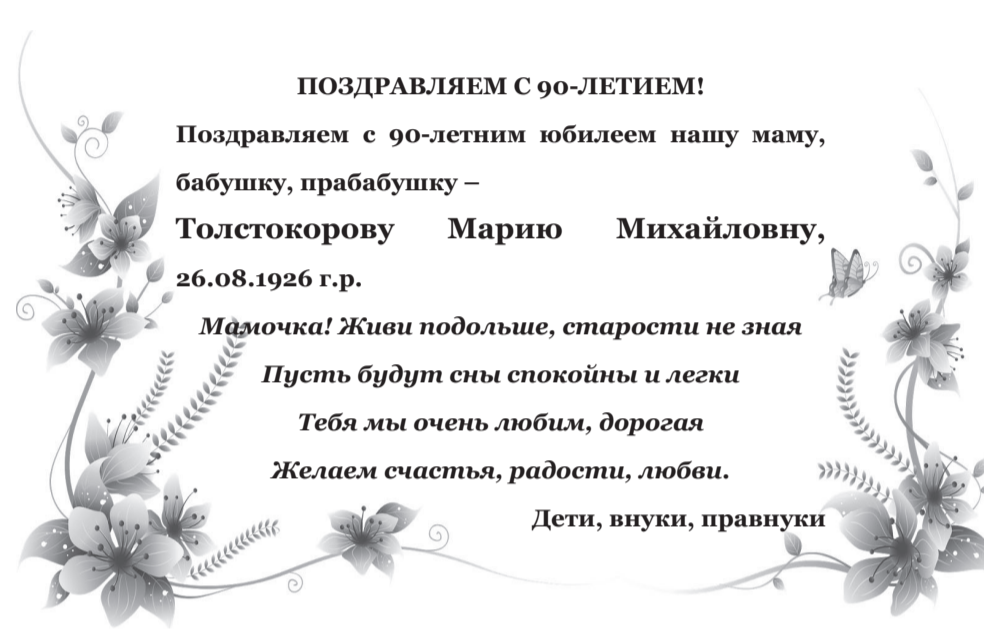 ПОЗДРАВЛЯЕМ С 90-ЛЕТИЕМ!
Поздравляем с 90-летним юбилеем нашу маму,
бабушку, прабабушку –
Толстокорову Марию Михайловну,
26.08.1926 г.р.
Мамочка! Живи подольше, старости не зная
Пусть будут сны спокойны и легки
Тебя мы очень любим, дорогая
Желаем счастья, радости, любви.
Дети, внуки, правнуки